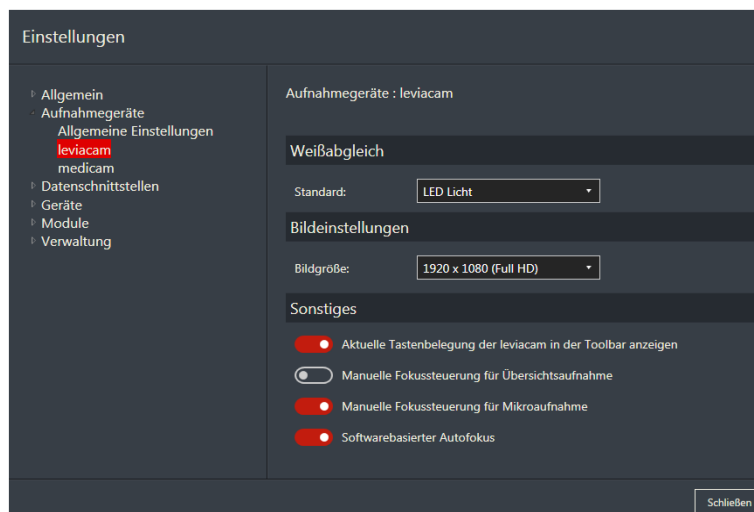 Einstellungen
Allgemein
Aufnahmegeräte
Allgemeine Einstellungen
leviacam
medicam
Datenschnittstellen
Geräte
Module
Verwaltung
Aufnahmegeräte : leviacam
Weißabgleich
Standard: LED Licht
Bildeinstellungen
Bildgröße: 1920 x 1080 (Full HD)
Sonstiges
Aktuelle Tastenbelegung der leviacam in der Toolbar anzeigen
Manuelle Fokussteuerung für Übersichtsaufnahme
Manuelle Fokussteuerung für Mikroaufnahme
Softwarebasierter Autofokus
Schließen